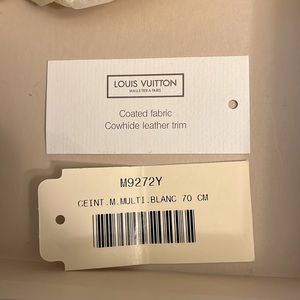 LOUIS VUITTON
MALLETIER A PARIS
Coated fabric
Cowhide leather trim
M9272Y
CEINT.M.MULTI.BLANC 70 CM